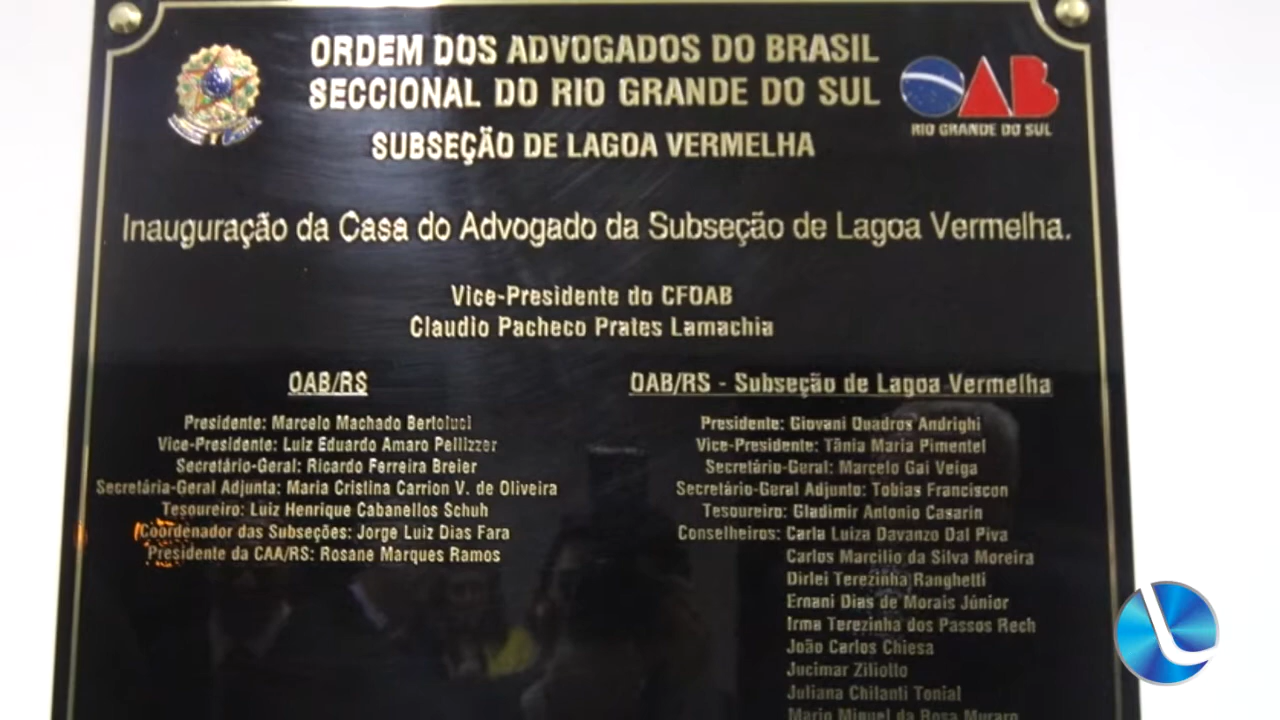 ORDEM DOS ADVOGADOS DO BRASIL
SECCIONAL DO RIO GRANDE DO SUL
SUBSEÇÃO DE LAGOA VERMELHA
OAB
RIO GRANDE DO SUL
Inauguração da Casa do Advogado da Subseção de Lagoa Vermelha.
Vice-Presidente do CFOAB
Claudio Pacheco Prates Lamachia
OAB/RS
Presidente: Marcelo Machado Bertoluci
Vice-Presidente: Luiz Eduardo Amaro Pellizzer
Secretário-Geral: Ricardo Ferreira Breier
Secretária-Geral Adjunta: Maria Cristina Carrion V. de Oliveira
Tesoureiro: Luiz Henrique Cabanellos Schuh
Coordenador das Subseções: Jorge Luiz Dias Fara
Presidente da CAA/RS: Rosane Marques Ramos
OAB/RS - Subseção de Lagoa Vermelha
Presidente: Giovani Quadros Andrighi
Vice-Presidente: Tânia Maria Pimentel
Secretário-Geral: Marcelo Gai Veiga
Secretário-Geral Adjunto: Tobias Franciscon
Tesoureiro: Gladimir Antonio Casarin
Conselheiros: Carla Luiza Davanzo Dal Piva
Carlos Marcilio da Silva Moreira
Dirlei Terezinha Ranghetti
Ernani Dias de Morais Júnior
Irma Terezinha dos Passos Rech
João Carlos Chiesa
Jucimar Ziliotto
Juliana Chilanti Tonial
Mario Miguel da Rosa Muraro